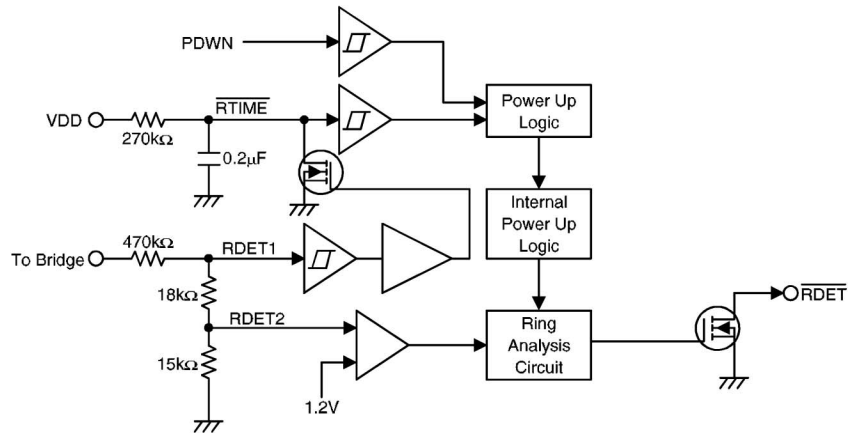 PDWN
VDD
270kΩ
RTIME
0.2μF
Power Up
Logic
Internal
Power Up
Logic
To Bridge
470kΩ
RDET1
18kΩ
RDET2
15kΩ
1.2V
Ring
Analysis
Circuit
RDET